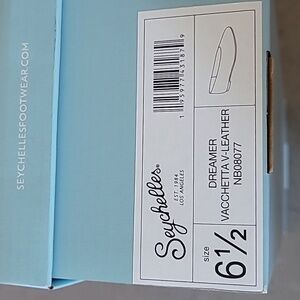 SEYCHELLESFOOTWEAR.COM
Seychelles®
EST. 1984
LOS ANGELES
DREAMER
VACCHETTA V-LEATHER
NB08077
size
6½